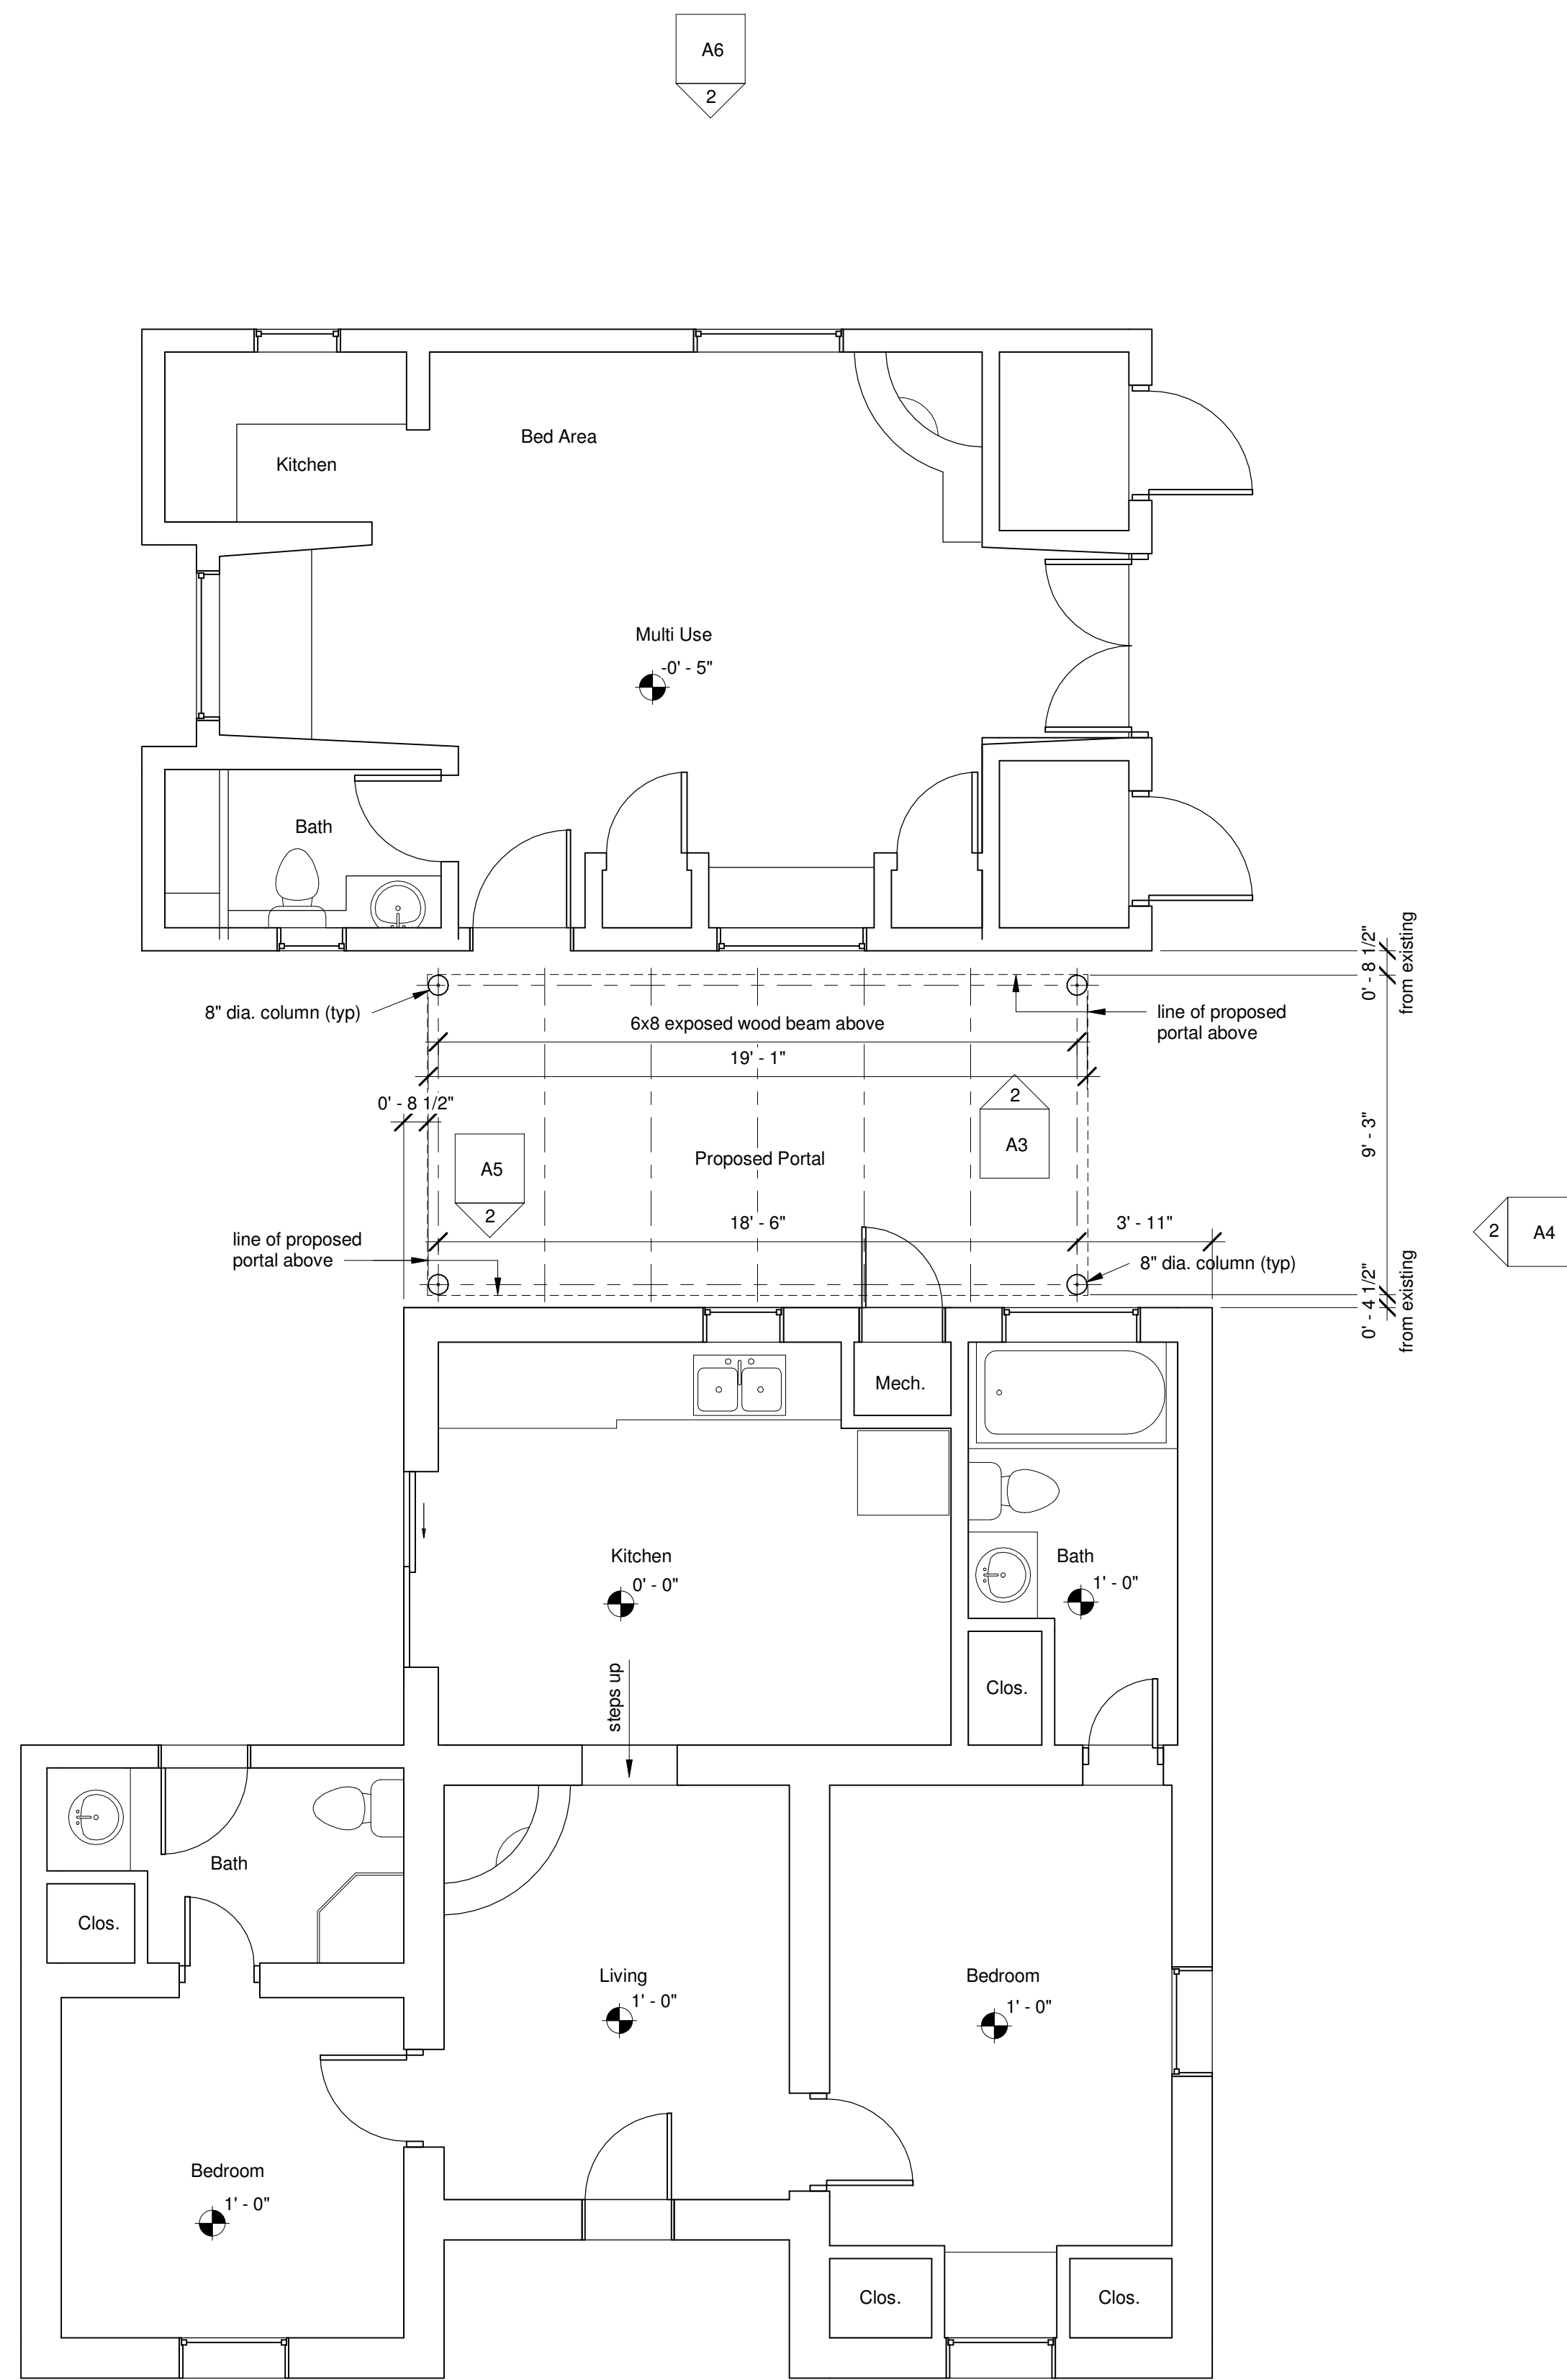 A6
2
Bed Area
Kitchen
Multi Use
-0' - 5"
Bath
0' - 8 1/2"
from existing
8" dia. column (typ)
6x8 exposed wood beam above
line of proposed
portal above
19' - 1"
0' - 8 1/2"
2
A3
9' - 3"
Proposed Portal
A5
2
18' - 6"
3' - 11"
2
A4
line of proposed
portal above
8" dia. column (typ)
0' - 4 1/2"
from existing
Mech.
Kitchen
0' - 0"
Bath
1' - 0"
steps up
Clos.
Bath
Clos.
Living
1' - 0"
Bedroom
1' - 0"
Bedroom
1' - 0"
Clos.
Clos.